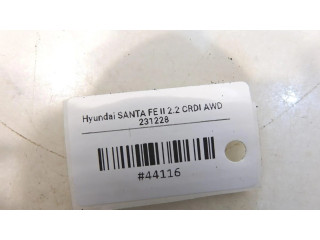 Hyundai SANTA FE II 2.2 CRDI AWD
231228
#44116